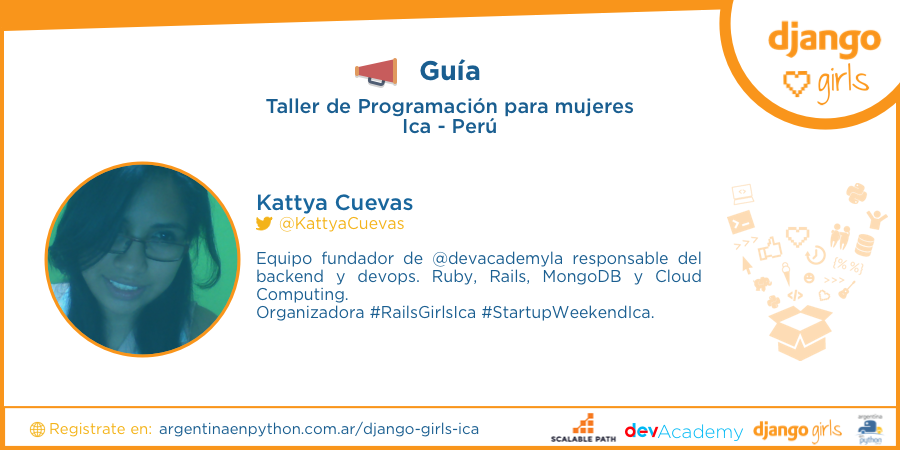 django
girls
Guía
Taller de Programación para mujeres
Ica - Perú
Kattya Cuevas
@KattyaCuevas
Equipo fundador de @devacademyla responsable del
backend y devops. Ruby, Rails, MongoDB y Cloud
Computing.
Organizadora #RailsGirlsIca #StartupWeekendIca.
>>>
{% %}
>>>
</>
Registrate en: argentinaenpython.com.ar/django-girls-ica
SCALABLE PATH
devAcademy
django girls
argentina
en
python